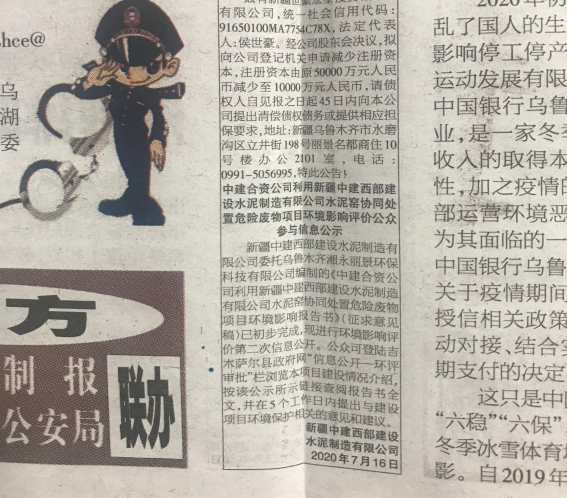 shce@
乌
湖
委
方
制 报
公安局
联办
有限公司,统一社会信用代码:
91650100MA7754C78X,法定代表
人:侯世豪。经公司股东会决议,拟
向公司登记机关申请减少注册资
本,注册资本由原50000万元人民
币减少至10000万元人民币,请债
权人自见报之日起45日内向本公
司提出清偿债权债务或提供相应担
保要求,地址:新疆乌鲁木齐市水磨
沟区立井街198号丽景名都商住10
号楼办公2101室,电话:
0991-5056995,特此公告!
中建合资公司利用新疆中建西部建
设水泥制造有限公司水泥窑协同处
置危险废物项目环境影响评价公众
参与信息公示
新疆中建西部建设水泥制造有
限公司委托乌鲁木齐湘永丽景环保
科技有限公司编制的《中建合资公
司利用新疆中建西部建设水泥制造
有限公司水泥窑协同处置危险废物
项目环境影响报告书》(征求意见
稿)已初步完成,现进行环境影响评
价第二次信息公开。公众可登陆吉
木萨尔县政府网“信息公开—环评
审批”栏浏览本项目建设情况介绍,
按该公示所示链接查阅报告书全
文,并在5个工作日内提出与建设
项目环境保护相关的意见和建议。
新疆中建西部建设
水泥制造有限公司
2020年7月16日
2020年初
乱了国人的生
影响停工停产
运动发展有限
中国银行乌鲁
业,是一家冬季
收入的取得本
性,加之疫情的
部运营环境恶
为其面临的一
中国银行乌鲁
关于疫情期间
授信相关政策
动对接、结合实
期支付的决定
这只是中国
“六稳”“六保”
冬季冰雪体育
影。自2019年